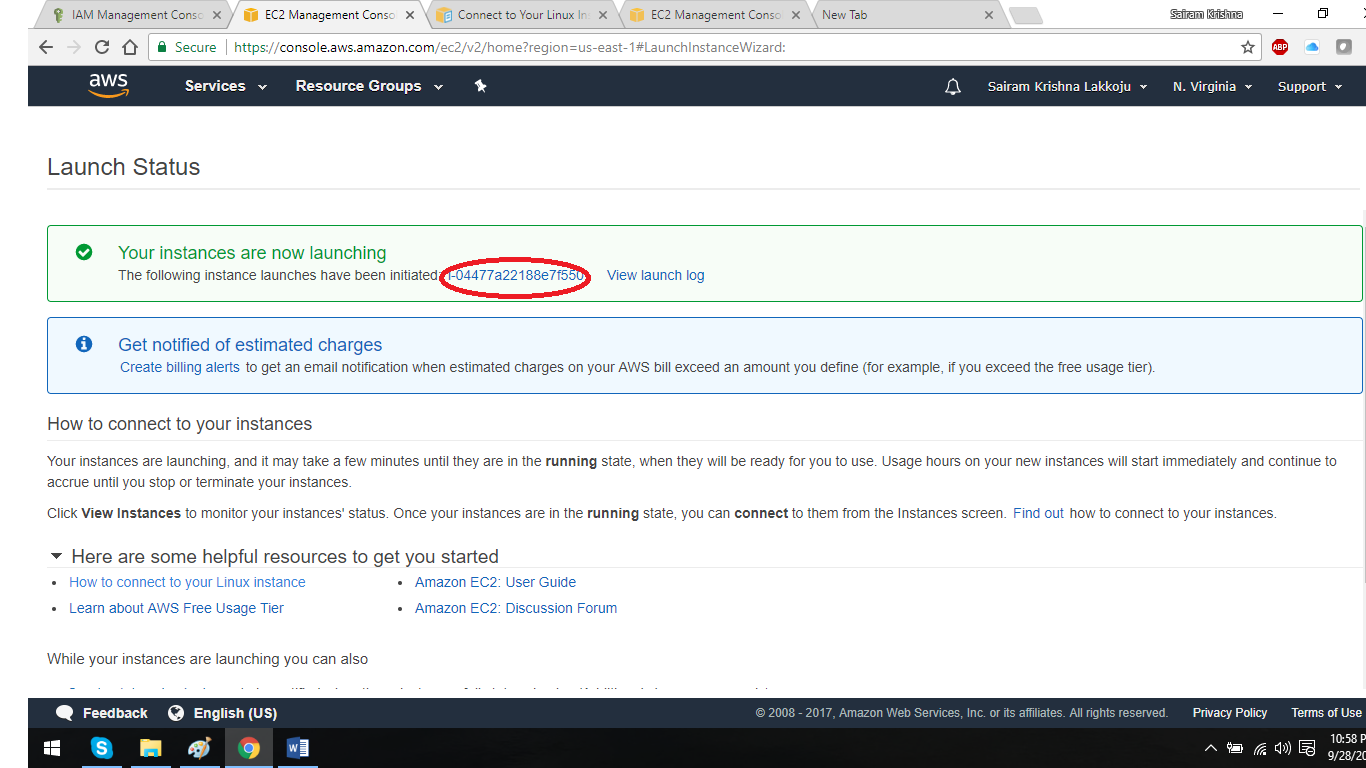 IAM Management Conso
EC2 Management Conso
Connect to Your Linux Ins
EC2 Management Conso
New Tab
Sairam Krishna
Secure
https://console.aws.amazon.com/ec2/v2/home?region=us-east-1#LaunchInstanceWizard:
ABP
aws
Services
Resource Groups
Sairam Krishna Lakkoju
N. Virginia
Support
Launch Status
Your instances are now launching
The following instance launches have been initiated: i-04477a22188e7f550 View launch log
Get notified of estimated charges
Create billing alerts to get an email notification when estimated charges on your AWS bill exceed an amount you define (for example, if you exceed the free usage tier).
How to connect to your instances
Your instances are launching, and it may take a few minutes until they are in the running state, when they will be ready for you to use. Usage hours on your new instances will start immediately and continue to
accrue until you stop or terminate your instances.
Click View Instances to monitor your instances' status. Once your instances are in the running state, you can connect to them from the Instances screen. Find out how to connect to your instances.
Here are some helpful resources to get you started
• How to connect to your Linux instance
• Amazon EC2: User Guide
• Learn about AWS Free Usage Tier
• Amazon EC2: Discussion Forum
While your instances are launching you can also
Feedback
English (US)
© 2008 - 2017, Amazon Web Services, Inc. or its affiliates. All rights reserved.
Privacy Policy
Terms of Use
10:58 P
9/28/20